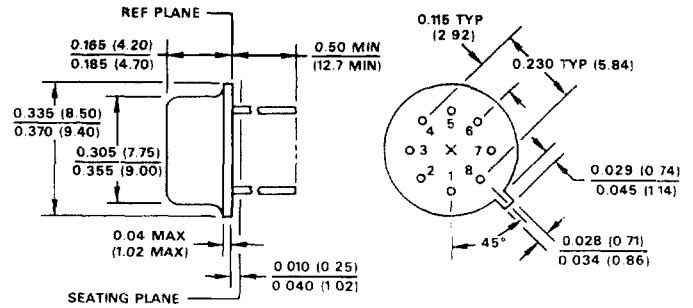 REF PLANE
0.165 (4.20)
0.185 (4.70)
0.50 MIN
(12.7 MIN)
0.335 (8.50)
0.370 (9.40)
0.305 (7.75)
0.355 (9.00)
0.04 MAX
(1.02 MAX)
0.010 (0.25)
0.040 (1.02)
SEATING PLANE
0.115 TYP
(2 92)
0.230 TYP (5.84)
5
4
6
3
7
2
8
1
0.029 (0 74)
0.045 (1 14)
45°
0.028 (0.71)
0 034 (0.86)